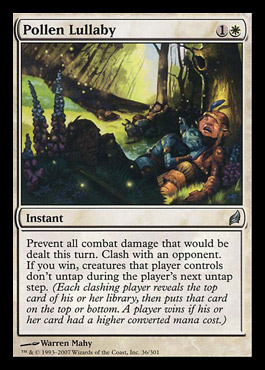 Pollen Lullaby 1
Instant
Prevent all combat damage that would be
dealt this turn. Clash with an opponent.
If you win, creatures that player controls
don't untap during the player's next untap
step. (Each clashing player reveals the top
card of his or her library, then puts that card
on the top or bottom. A player wins if his or
her card had a higher converted mana cost.)
Warren Mahy
™ & © 1993–2007 Wizards of the Coast, Inc. 36/301